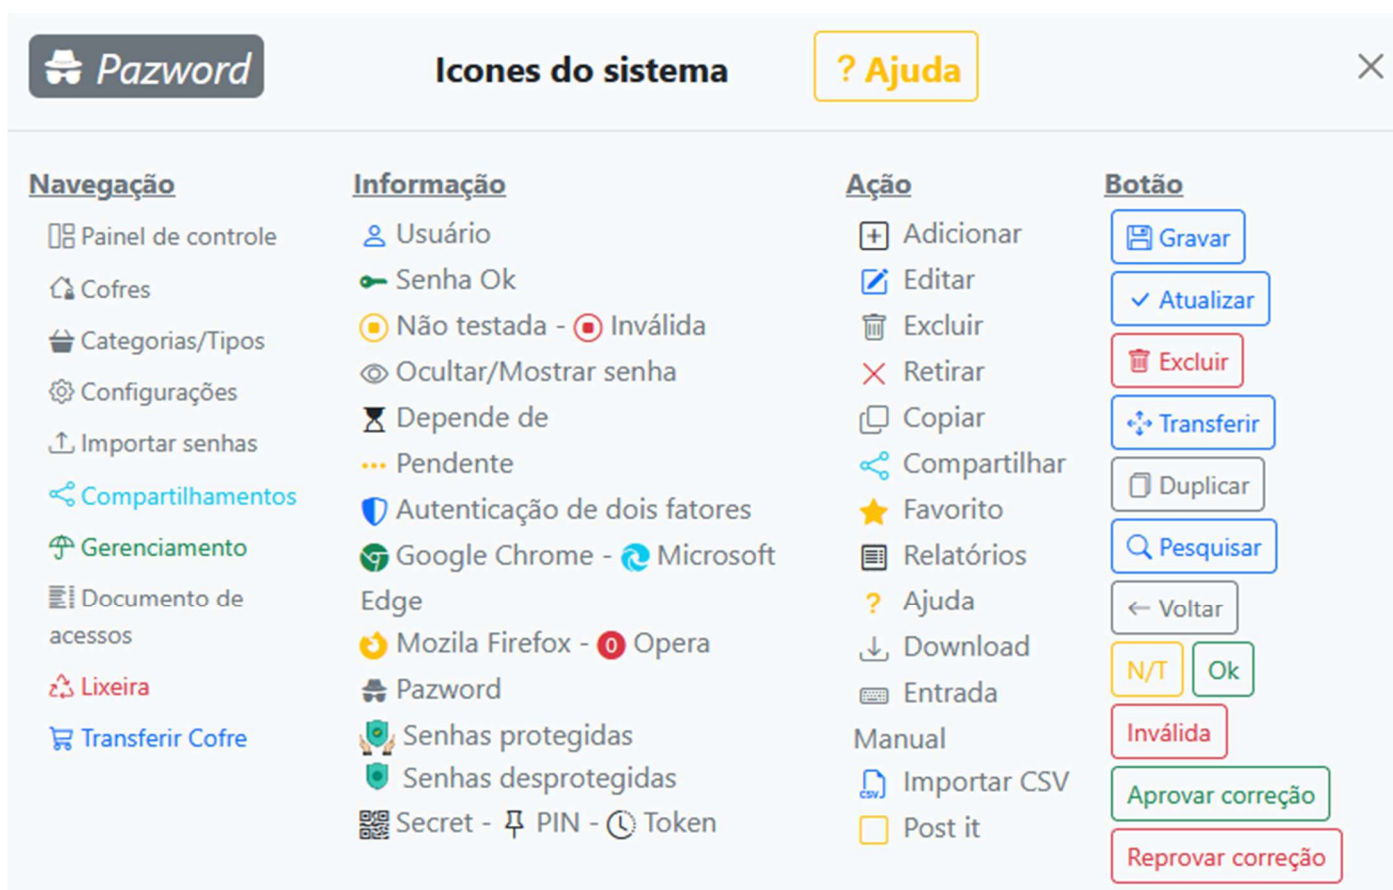 Pazword
Icones do sistema
? Ajuda
Navegação
Painel de controle
Cofres
Categorias/Tipos
Configurações
Importar senhas
Compartilhamentos
Gerenciamento
Documento de
acessos
Lixeira
Transferir Cofre
Informação
Usuário
Senha Ok
Não testada - Inválida
Ocultar/Mostrar senha
Depende de
Pendente
Autenticação de dois fatores
Google Chrome - Microsoft
Edge
Mozila Firefox - Opera
Pazword
Senhas protegidas
Senhas desprotegidas
Secret - PIN - Token
Ação
Adicionar
Editar
Excluir
Retirar
Copiar
Compartilhar
Favorito
Relatórios
? Ajuda
Download
Entrada
Manual
CSV Importar CSV
Post it
Botão
Gravar
Atualizar
Excluir
Transferir
Duplicar
Pesquisar
Voltar
N/T Ok
Inválida
Aprovar correção
Reprovar correção